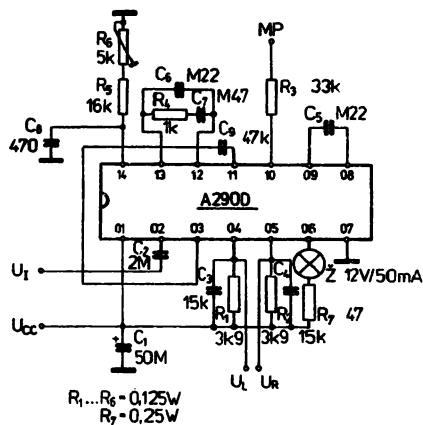 MP
R6
5k
C6 M22
R4 C7 M47
1k
R3 33k
R5
16k
C9 47k
C5 M22
C8
470
14 13 12 11 10 09 08
A2900
01 02 03 04 05 06 07
C2
2M
UI
C3
15k
R1
3k9
C4
R2
3k9
15k
Ž 12V/50mA
R7 47
UCC
C1
+
50M
UL UR
R1...R6=0,125W
R7=0,25W